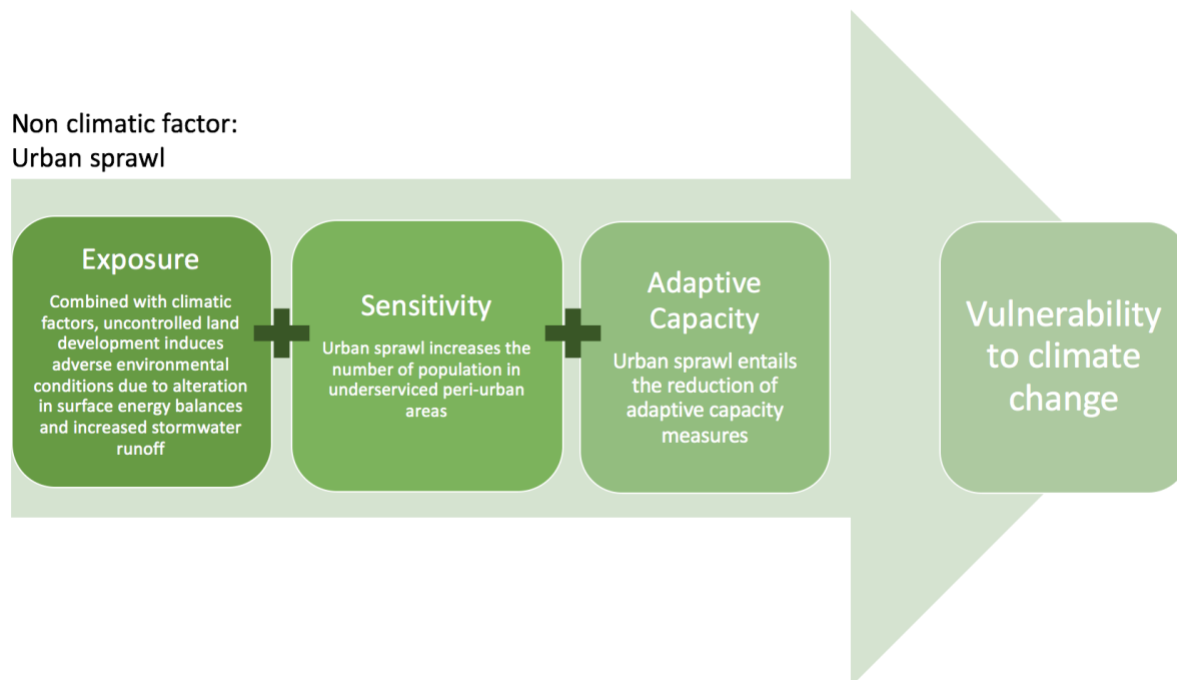 Non climatic factor:
Urban sprawl
Exposure
Combined with climatic
factors, uncontrolled land
development induces
adverse environmental
conditions due to alteration
in surface energy balances
and increased stormwater
runoff
Sensitivity
Urban sprawl increases the
number of population in
underserviced peri-urban
areas
Adaptive
Capacity
Urban sprawl entails
the reduction of
adaptive capacity
measures
Vulnerability
to climate
change